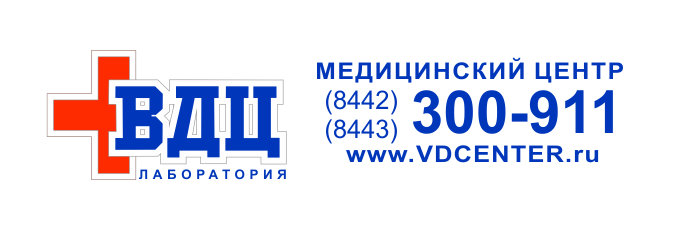 ВДЦ
ЛАБОРАТОРИЯ
МЕДИЦИНСКИЙ ЦЕНТР
(8442)
(8443)
300-911
www.VDCENTER.ru